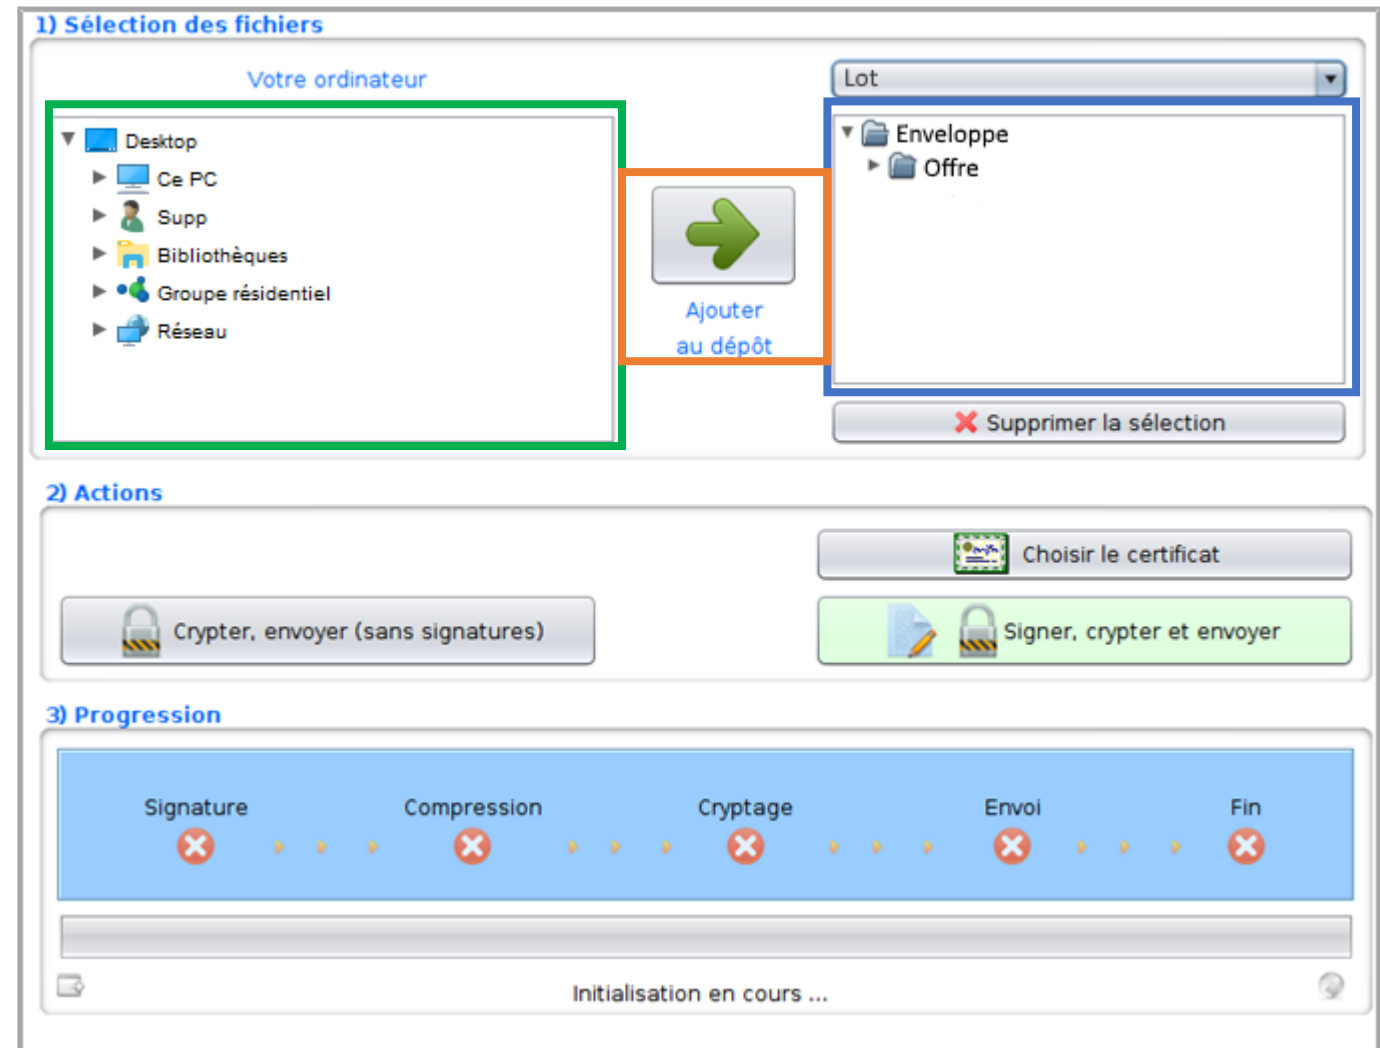 1) Sélection des fichiers
Votre ordinateur
Lot
Desktop
Ce PC
Supp
Bibliothèques
Groupe résidentiel
Réseau
Ajouter
au dépôt
Enveloppe
Offre
Supprimer la sélection
2) Actions
Choisir le certificat
Crypter, envoyer (sans signatures)
Signer, crypter et envoyer
3) Progression
Signature
Compression
Cryptage
Envoi
Fin
Initialisation en cours ...